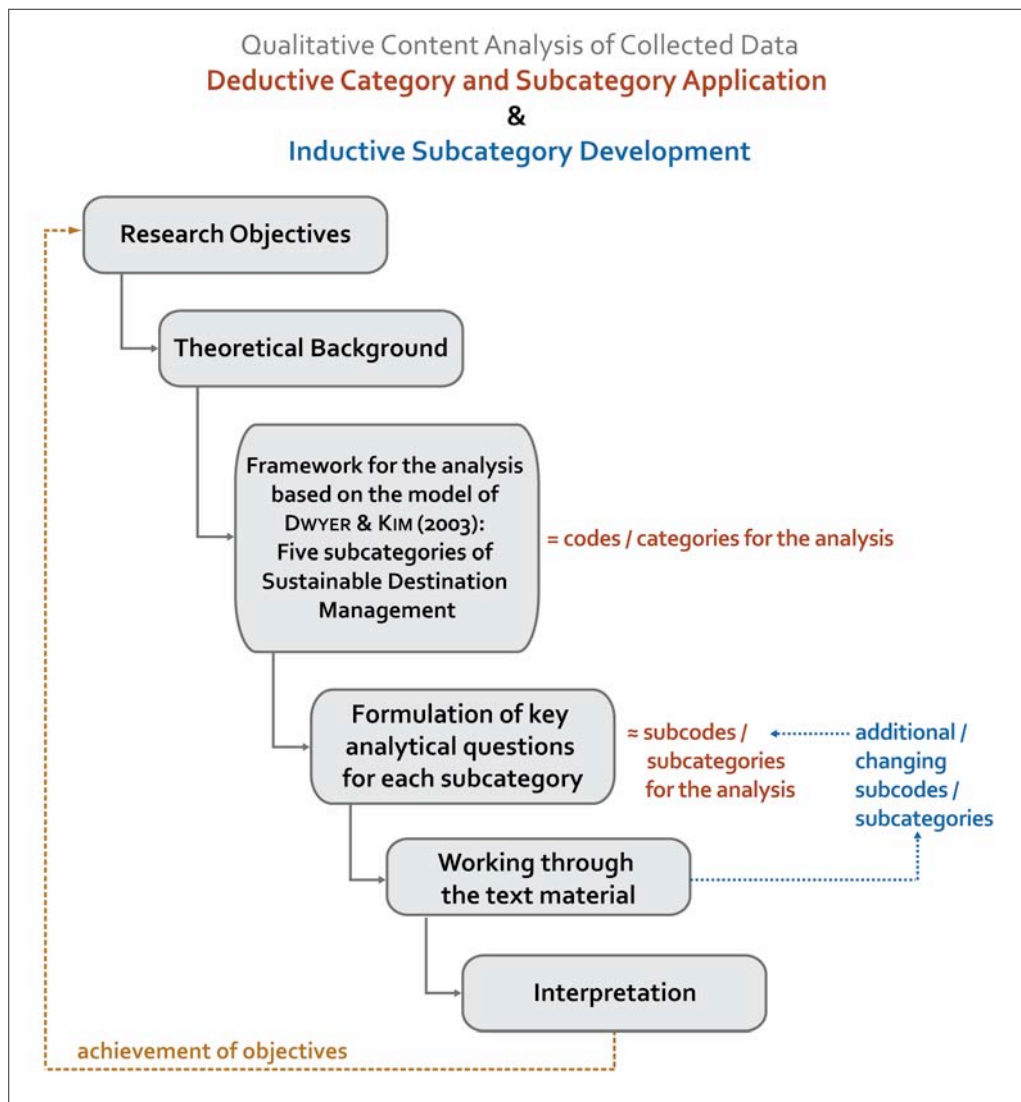 Qualitative Content Analysis of Collected Data
Deductive Category and Subcategory Application
&
Inductive Subcategory Development
Research Objectives
Theoretical Background
Framework for the analysis
based on the model of
DWYER & KIM (2003):
Five subcategories of
Sustainable Destination
Management
= codes / categories for the analysis
Formulation of key
analytical questions
for each subcategory
≈ subcodes /
subcategories
for the analysis
additional /
changing
subcodes /
subcategories
Working through
the text material
Interpretation
achievement of objectives